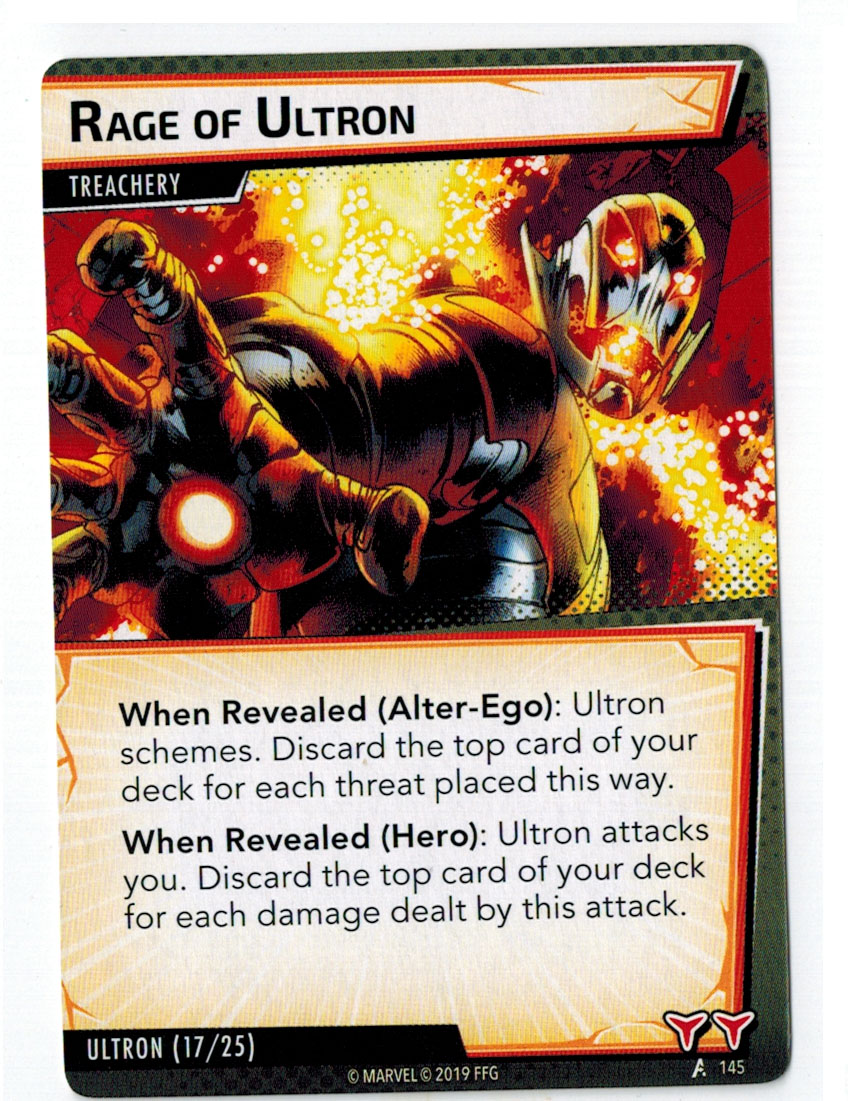 RAGE OF ULTRON
TREACHERY
When Revealed (Alter-Ego): Ultron
schemes. Discard the top card of your
deck for each threat placed this way.
When Revealed (Hero): Ultron attacks
you. Discard the top card of your deck
for each damage dealt by this attack.
ULTRON (17/25)
© MARVEL © 2019 FFG
145